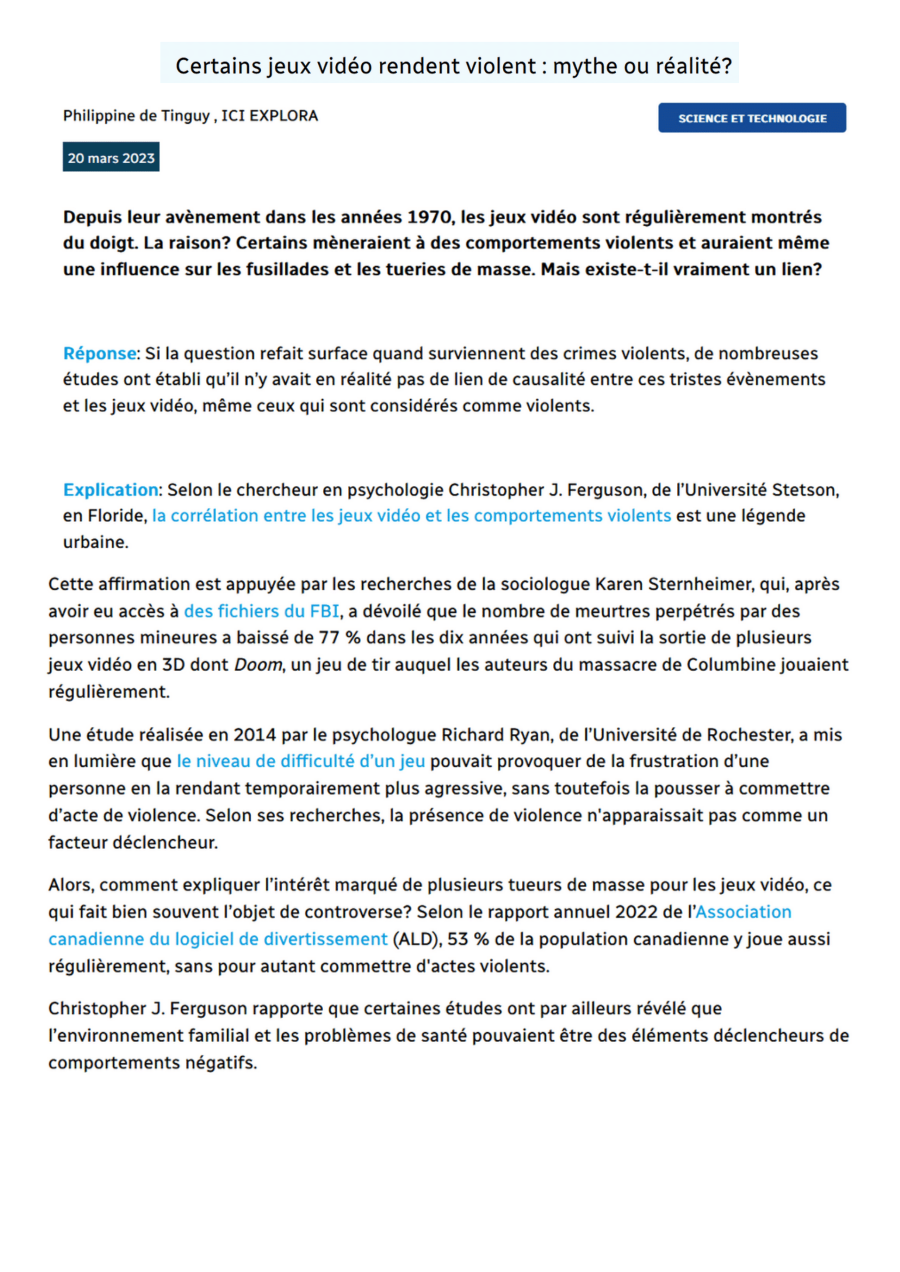 Certains jeux vidéo rendent violent : mythe ou réalité?
Philippine de Tinguy , ICI EXPLORA
SCIENCE ET TECHNOLOGIE
20 mars 2023
Depuis leur avènement dans les années 1970, les jeux vidéo sont régulièrement montrés
du doigt. La raison? Certains mèneraient à des comportements violents et auraient même
une influence sur les fusillades et les tueries de masse. Mais existe-t-il vraiment un lien?
Réponse: Si la question refait surface quand surviennent des crimes violents, de nombreuses
études ont établi qu’il n’y avait en réalité pas de lien de causalité entre ces tristes évènements
et les jeux vidéo, même ceux qui sont considérés comme violents.
Explication: Selon le chercheur en psychologie Christopher J. Ferguson, de l’Université Stetson,
en Floride, la corrélation entre les jeux vidéo et les comportements violents est une légende
urbaine.
Cette affirmation est appuyée par les recherches de la sociologue Karen Sternheimer, qui, après
avoir eu accès à des fichiers du FBI, a dévoilé que le nombre de meurtres perpétrés par des
personnes mineures a baissé de 77 % dans les dix années qui ont suivi la sortie de plusieurs
jeux vidéo en 3D dont Doom, un jeu de tir auquel les auteurs du massacre de Columbine jouaient
régulièrement.
Une étude réalisée en 2014 par le psychologue Richard Ryan, de l’Université de Rochester, a mis
en lumière que le niveau de difficulté d’un jeu pouvait provoquer de la frustration d’une
personne en la rendant temporairement plus agressive, sans toutefois la pousser à commettre
d’acte de violence. Selon ses recherches, la présence de violence n'apparaissait pas comme un
facteur déclencheur.
Alors, comment expliquer l’intérêt marqué de plusieurs tueurs de masse pour les jeux vidéo, ce
qui fait bien souvent l’objet de controverse? Selon le rapport annuel 2022 de l’Association
canadienne du logiciel de divertissement (ALD), 53 % de la population canadienne y joue aussi
régulièrement, sans pour autant commettre d'actes violents.
Christopher J. Ferguson rapporte que certaines études ont par ailleurs révélé que
l’environnement familial et les problèmes de santé pouvaient être des éléments déclencheurs de
comportements négatifs.